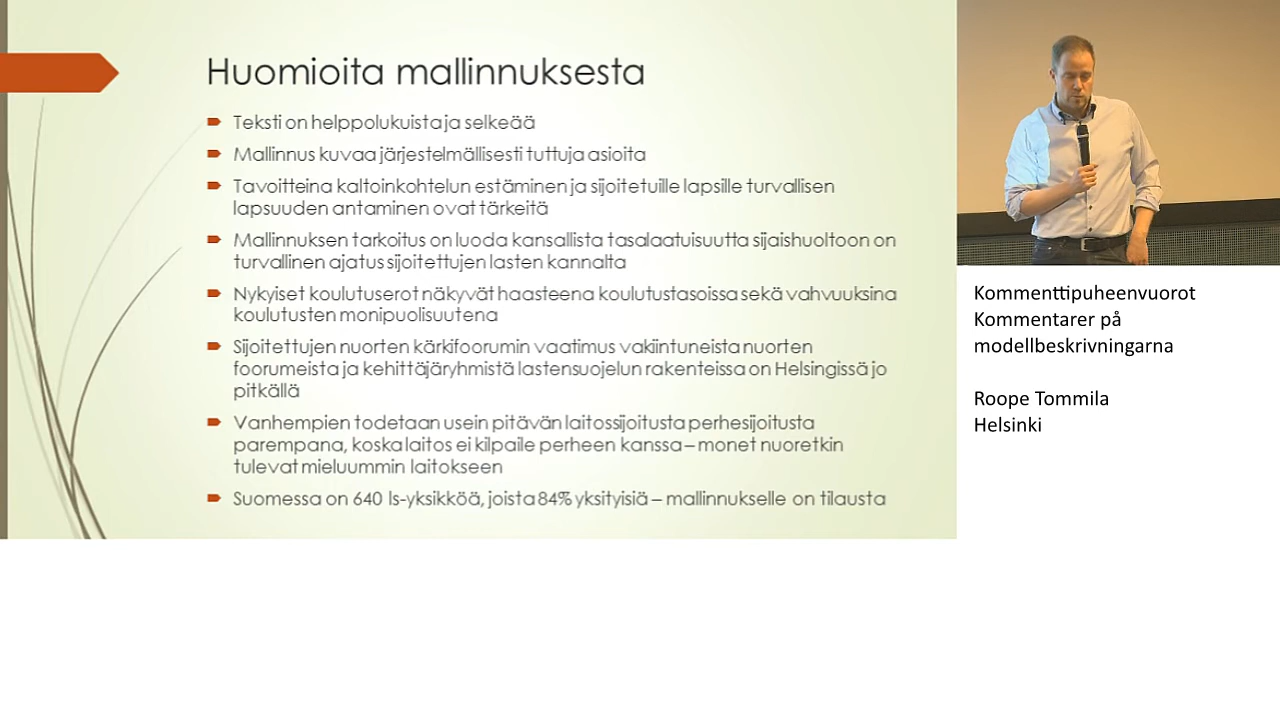 Huomioita mallinnuksesta
Teksti on helppolukuista ja selkeää
Mallinnus kuvaa järjestelmällisesti tuttuja asioita
Tavoitteina kaltoinkohtelun estäminen ja sijoitetuille lapsille turvallisen
lapsuuden antaminen ovat tärkeitä
Mallinnuksen tarkoitus on luoda kansallista tasalaatuisuutta sijaishuoltoon on
turvallinen ajatus sijoitettujen lasten kannalta
Nykyiset koulutuserot näkyvät haasteena koulutustasoissa sekä vahvuuksina
koulutusten monipuolisuutena
Sijoitettujen nuorten kärkifoorumin vaatimus vakiintuneista nuorten
foorumeista ja kehittäjäryhmistä lastensuojelun rakenteissa on Helsingissä jo
pitkällä
Vanhempien todetaan usein pitävän laitossijoitusta perhesijoitusta
parempana, koska laitos ei kilpaile perheen kanssa – monet nuoretkin
tulevat mieluummin laitokseen
Suomessa on 640 ls-yksikköä, joista 84% yksityisiä – mallinnukselle on tilausta
Kommenttipuheenvuorot
Kommentarer på
modellbeskrivningarna
Roope Tommila
Helsinki